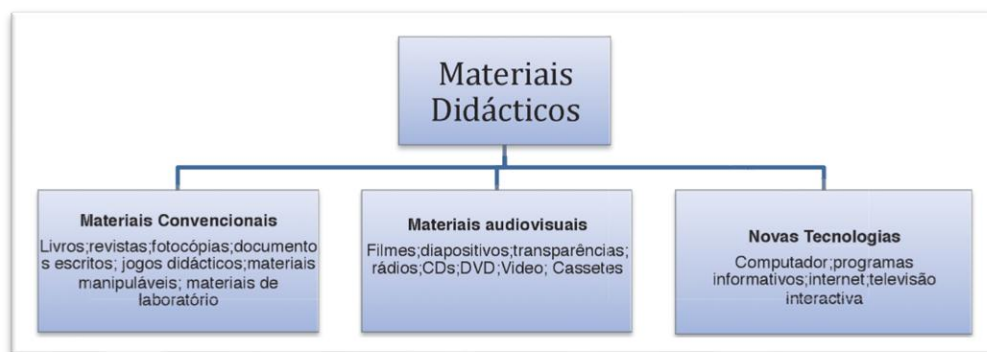 Materiais
Didácticos
Materiais Convencionais
Livros;revistas;fotocópias;documento
s escritos; jogos didácticos;materiais
manipuláveis; materiais de
laboratório
Materiais audiovisuais
Filmes;diapositivos;transparências;
rádios;CDs;DVD;Video; Cassetes
Novas Tecnologias
Computador;programas
informativos;internet;televisão
interactiva